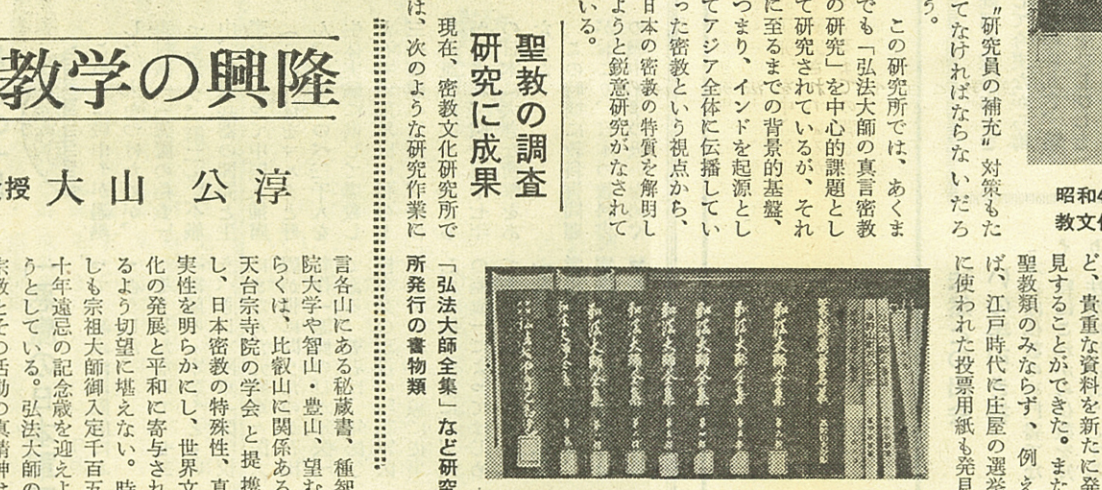 〝研究員の補充〟対策もた
てなければならないだろ
う。
この研究所では、あくま
でも「弘法大師の真言密教
の研究」を中心的課題とし
て研究されているが、それ
に至るまでの背景的基盤、
つまり、インドを起源とし
てアジア全体に伝播してい
った密教という視点から、
日本の密教の特質を解明し
ようと鋭意研究がなされて
いる。
聖教の調査
研究に成果
現在、密教文化研究所で
は、次のような研究作業に
昭和4
教文化
ど、貴重な資料を新たに発
見することができた。また
聖教類のみならず、例え
ば、江戸時代に庄屋の選挙
に使われた投票用紙も発見
「弘法大師全集」など研究
所発行の書物類
教学の興隆
授 大山 公淳
言各山にある秘蔵書、種智
院大学や智山・豊山、望む
らくは、比叡山に関係ある
天台宗寺院の学会と提携
し、日本密教の特殊性、真
実性を明らかにし、世界文
化の発展と平和に寄与され
るよう切望に堪えない。時
しも宗祖大師御入定千百五
十年遠忌の記念歳を迎えよ
うとしている。弘法大師の
宗教とその活動の真精神は